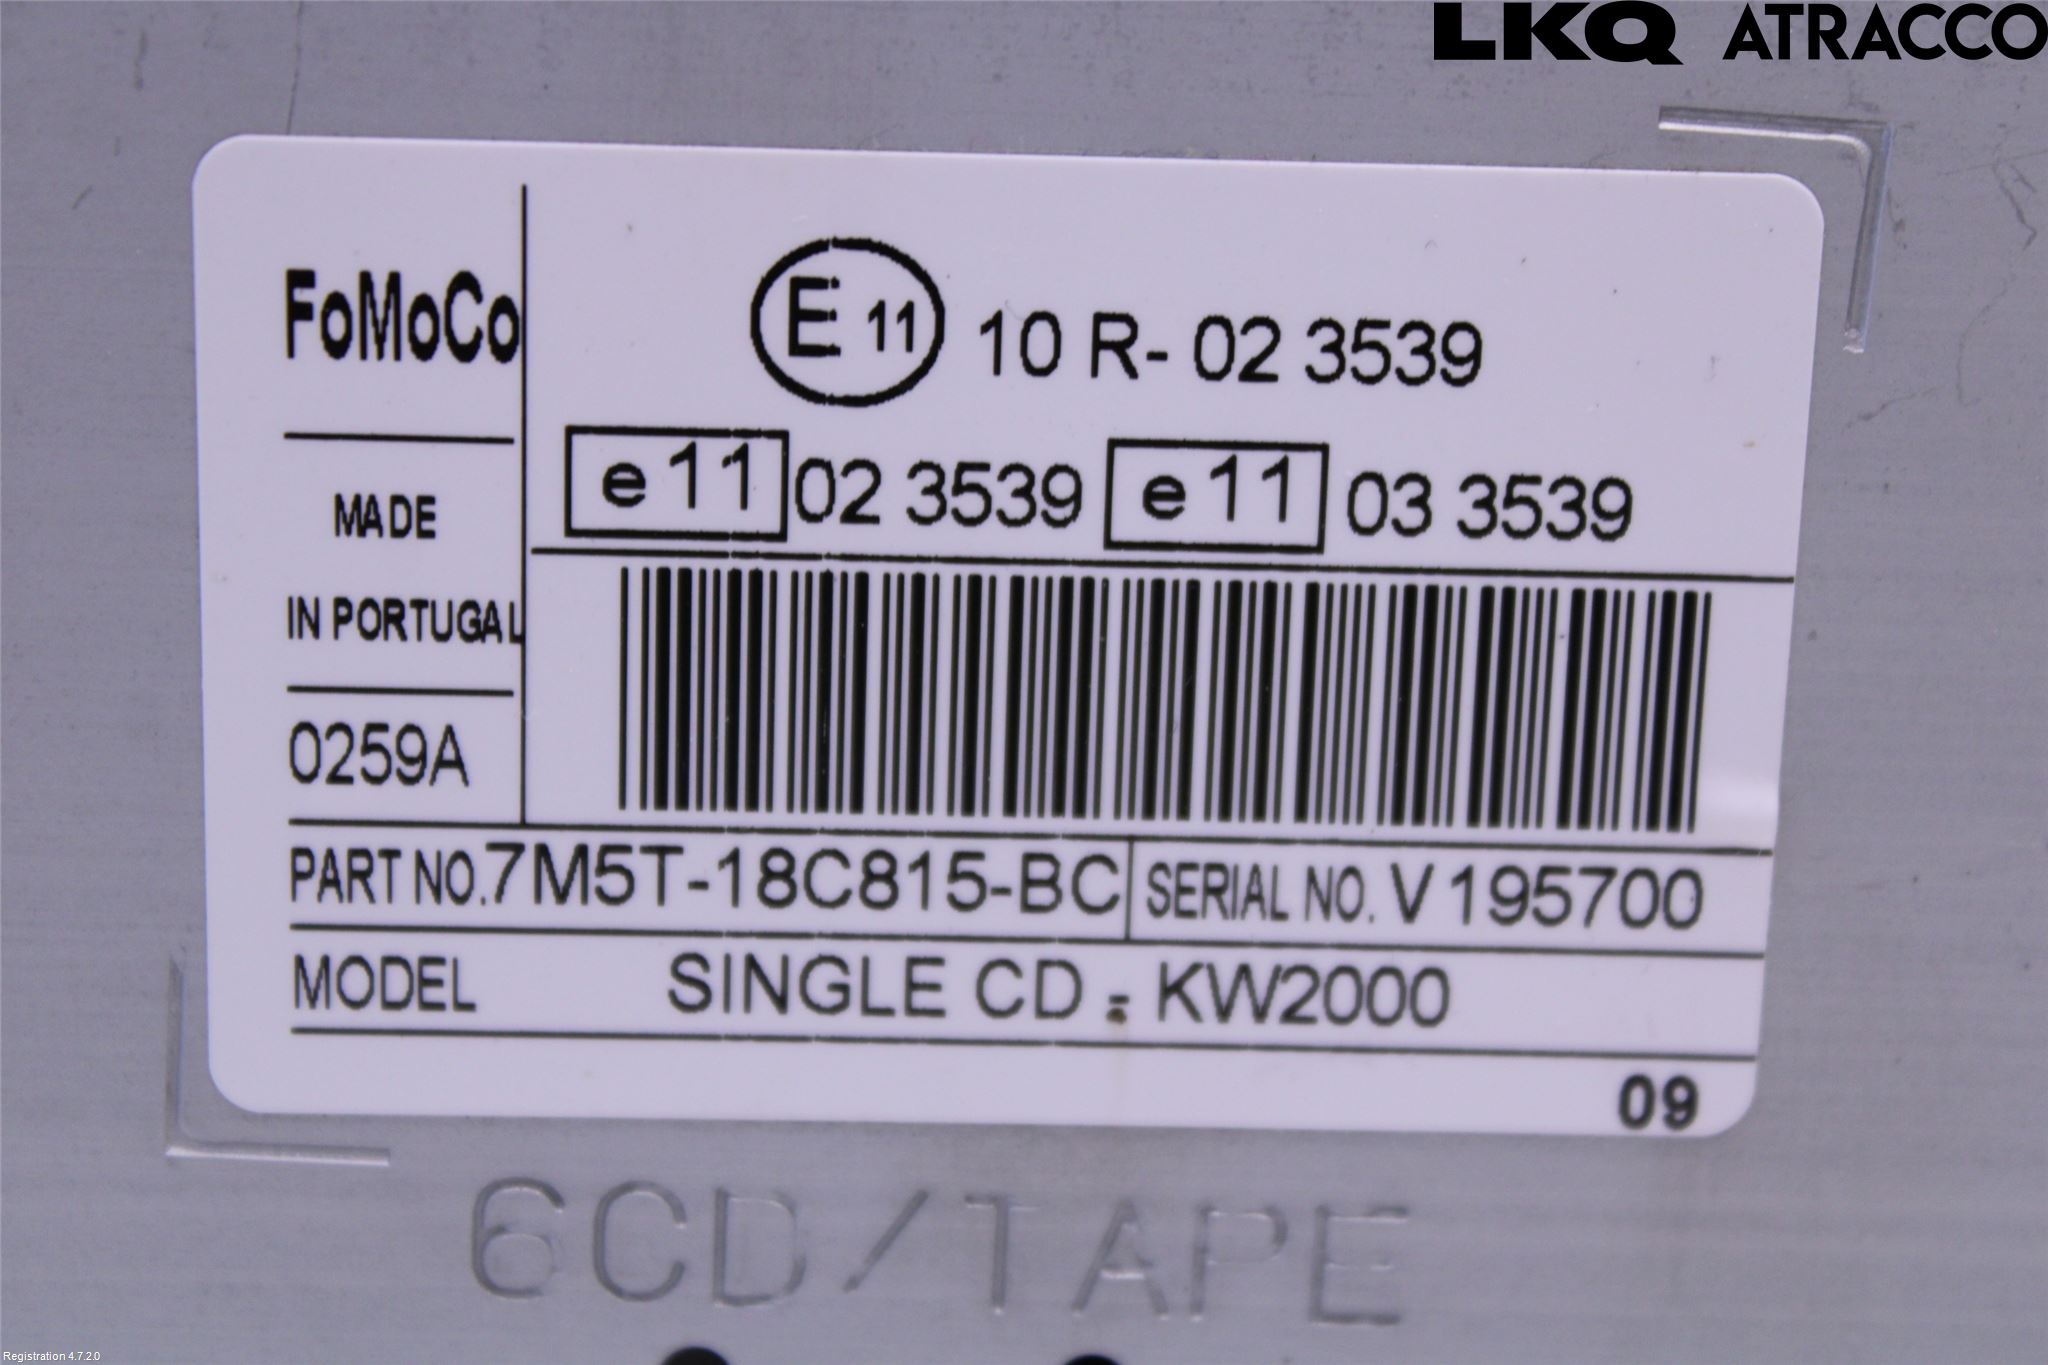 LKQ ATRACCO
FoMoCo
E 11 10 R- 02 3539
e 11 02 3539 e 11 03 3539
MADE
IN PORTUGAL
0259A
PART NO. 7M5T-18C815-BC SERIAL NO. V195700
MODEL SINGLE CD - KW2000
09
6CD/TAPE
Registration 4.7.2.0